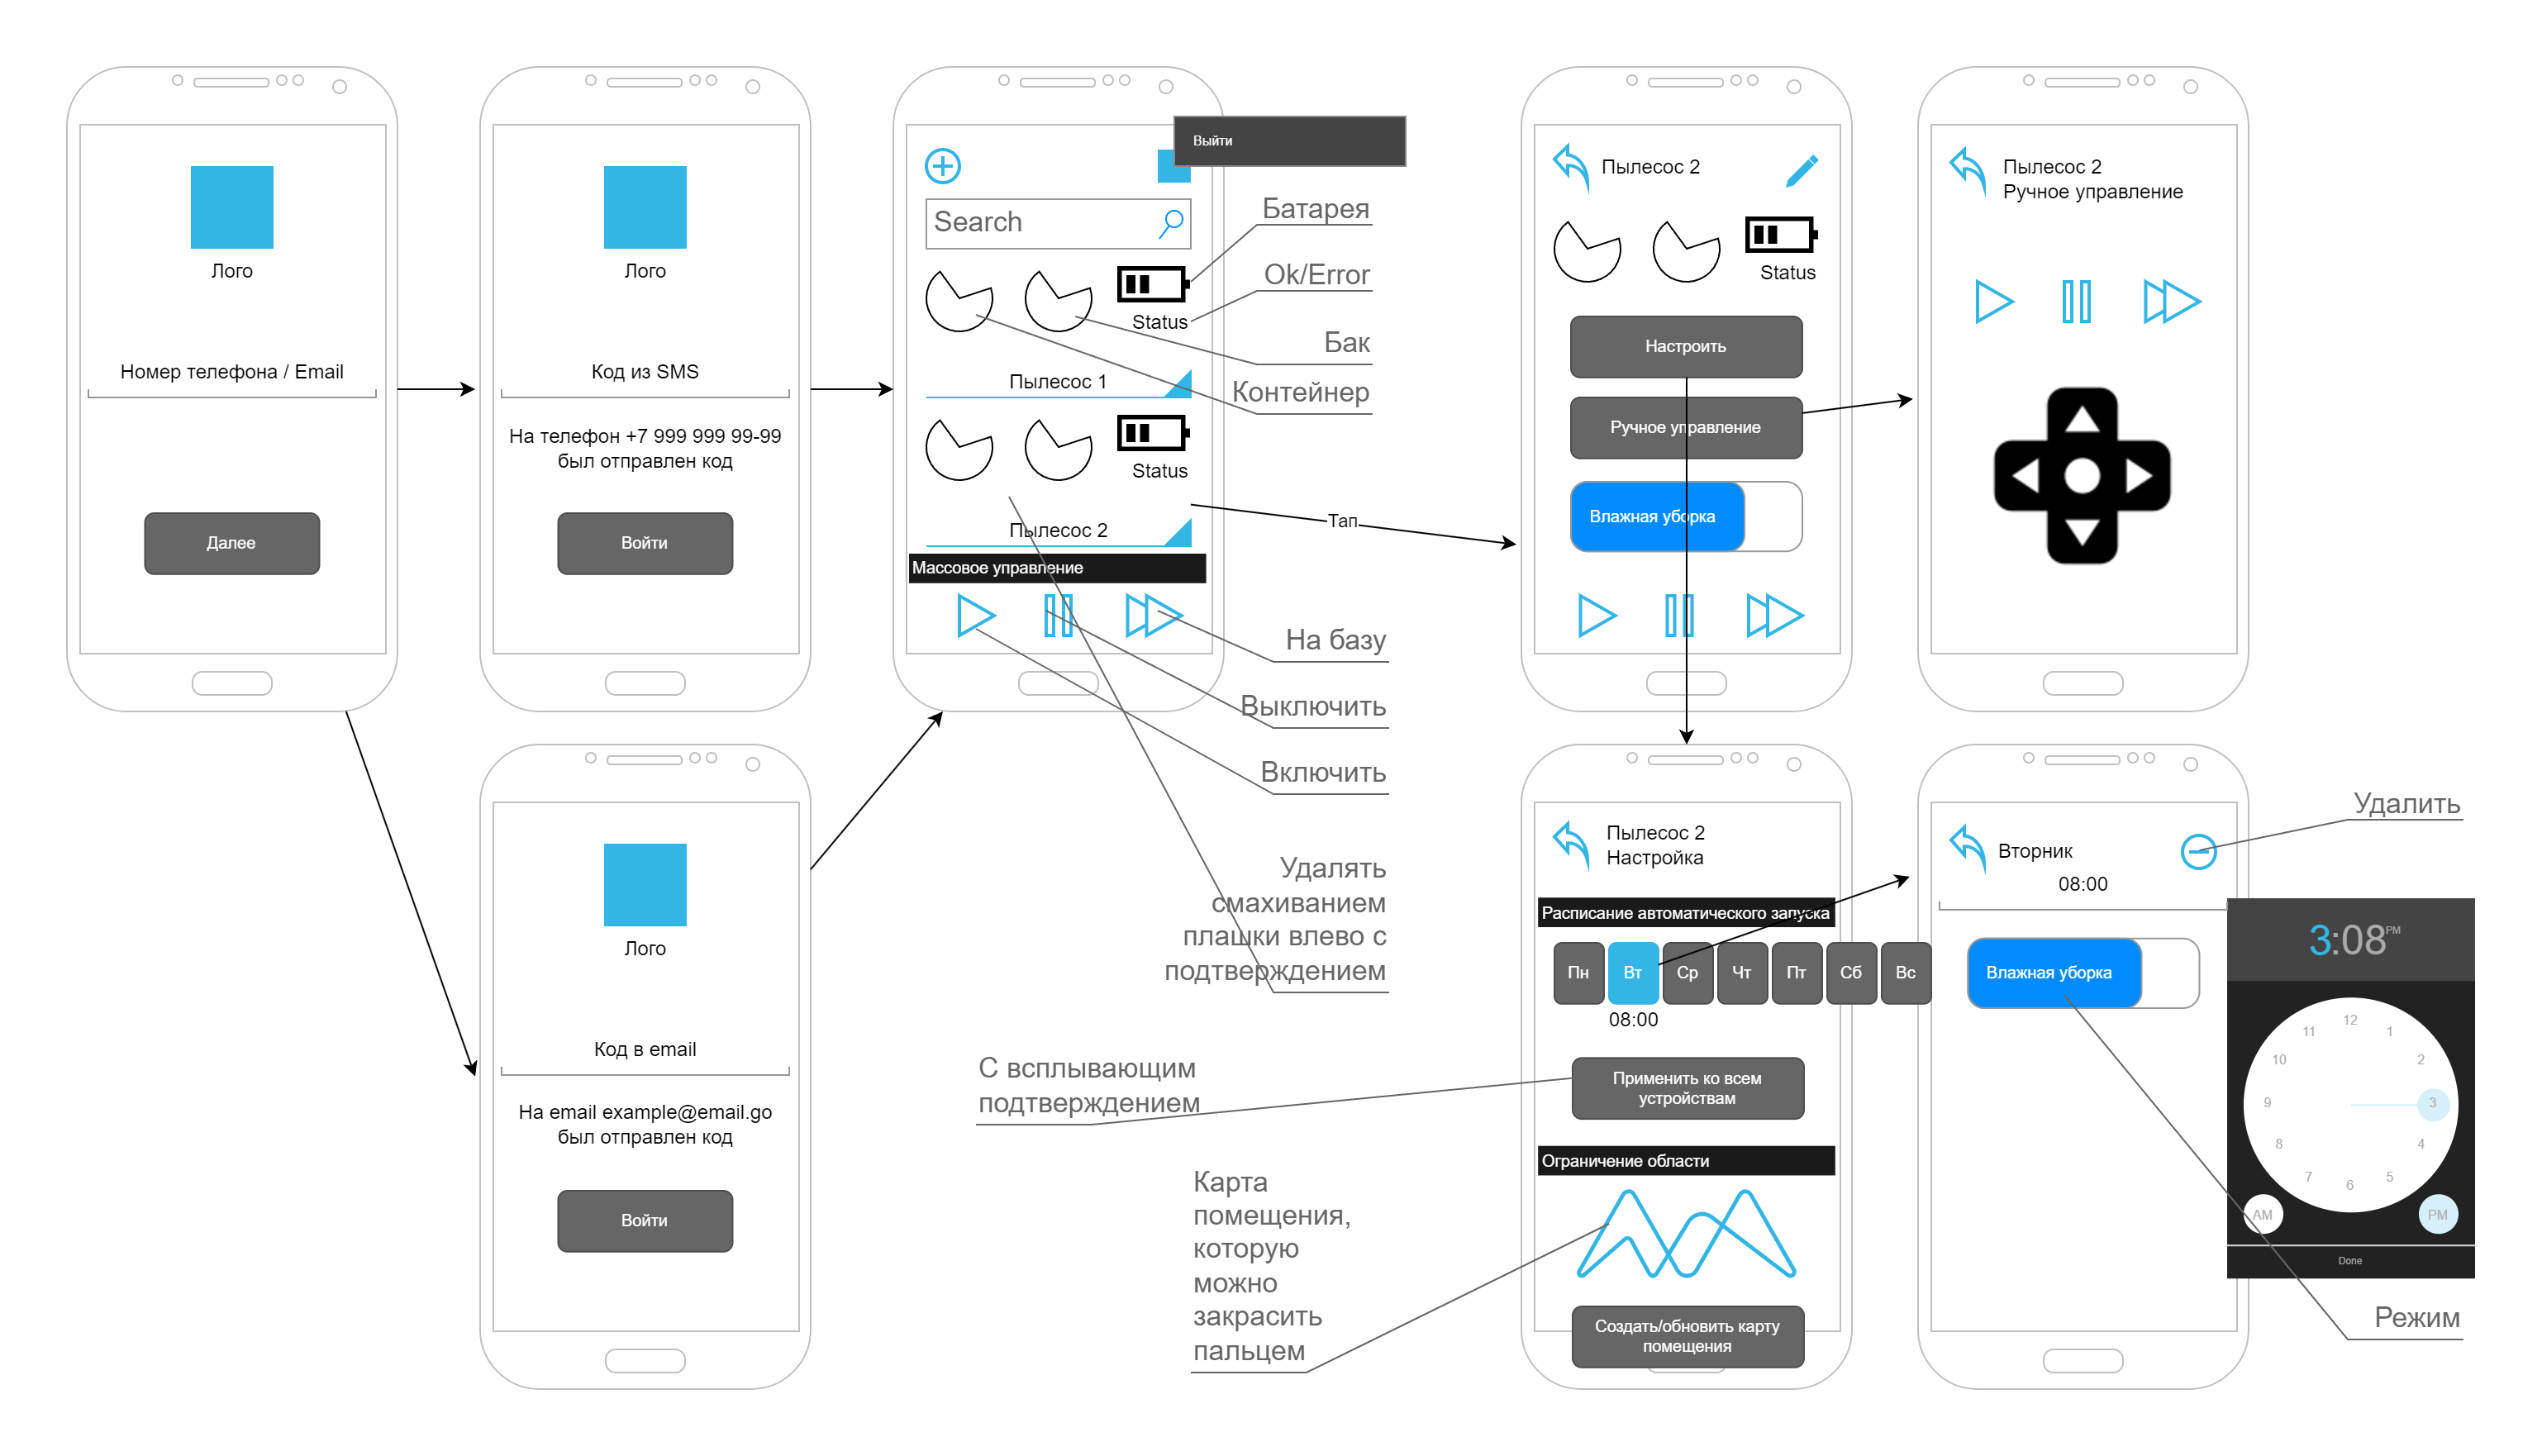 Лого
Номер телефона / Email
Далее
Лого
Код из SMS
На телефон +7 999 999 99-99
был отправлен код
Войти
Выйти
Search
Status
Пылесос 1
Status
Пылесос 2
Массовое управление
Батарея
Ok/Error
Бак
Контейнер
Тап
На базу
Выключить
Включить
Удалять
смахиванием
плашки влево с
подтверждением
Пылесос 2
Status
Настроить
Ручное управление
Влажная уборка
Пылесос 2
Ручное управление
Лого
Код в email
На email example@email.go
был отправлен код
Войти
Пылесос 2
Настройка
Расписание автоматического запуска
Пн
Вт
Ср
Чт
Пт
Сб
Вс
08:00
Применить ко всем
устройствам
С всплывающим
подтверждением
Ограничение области
Карта
помещения,
которую
можно
закрасить
пальцем
Создать/обновить карту
помещения
Вторник
08:00
Удалить
Влажная уборка
3:08 PM
12
11
1
10
2
9
3
8
4
7
5
6
AM
PM
Done
Режим